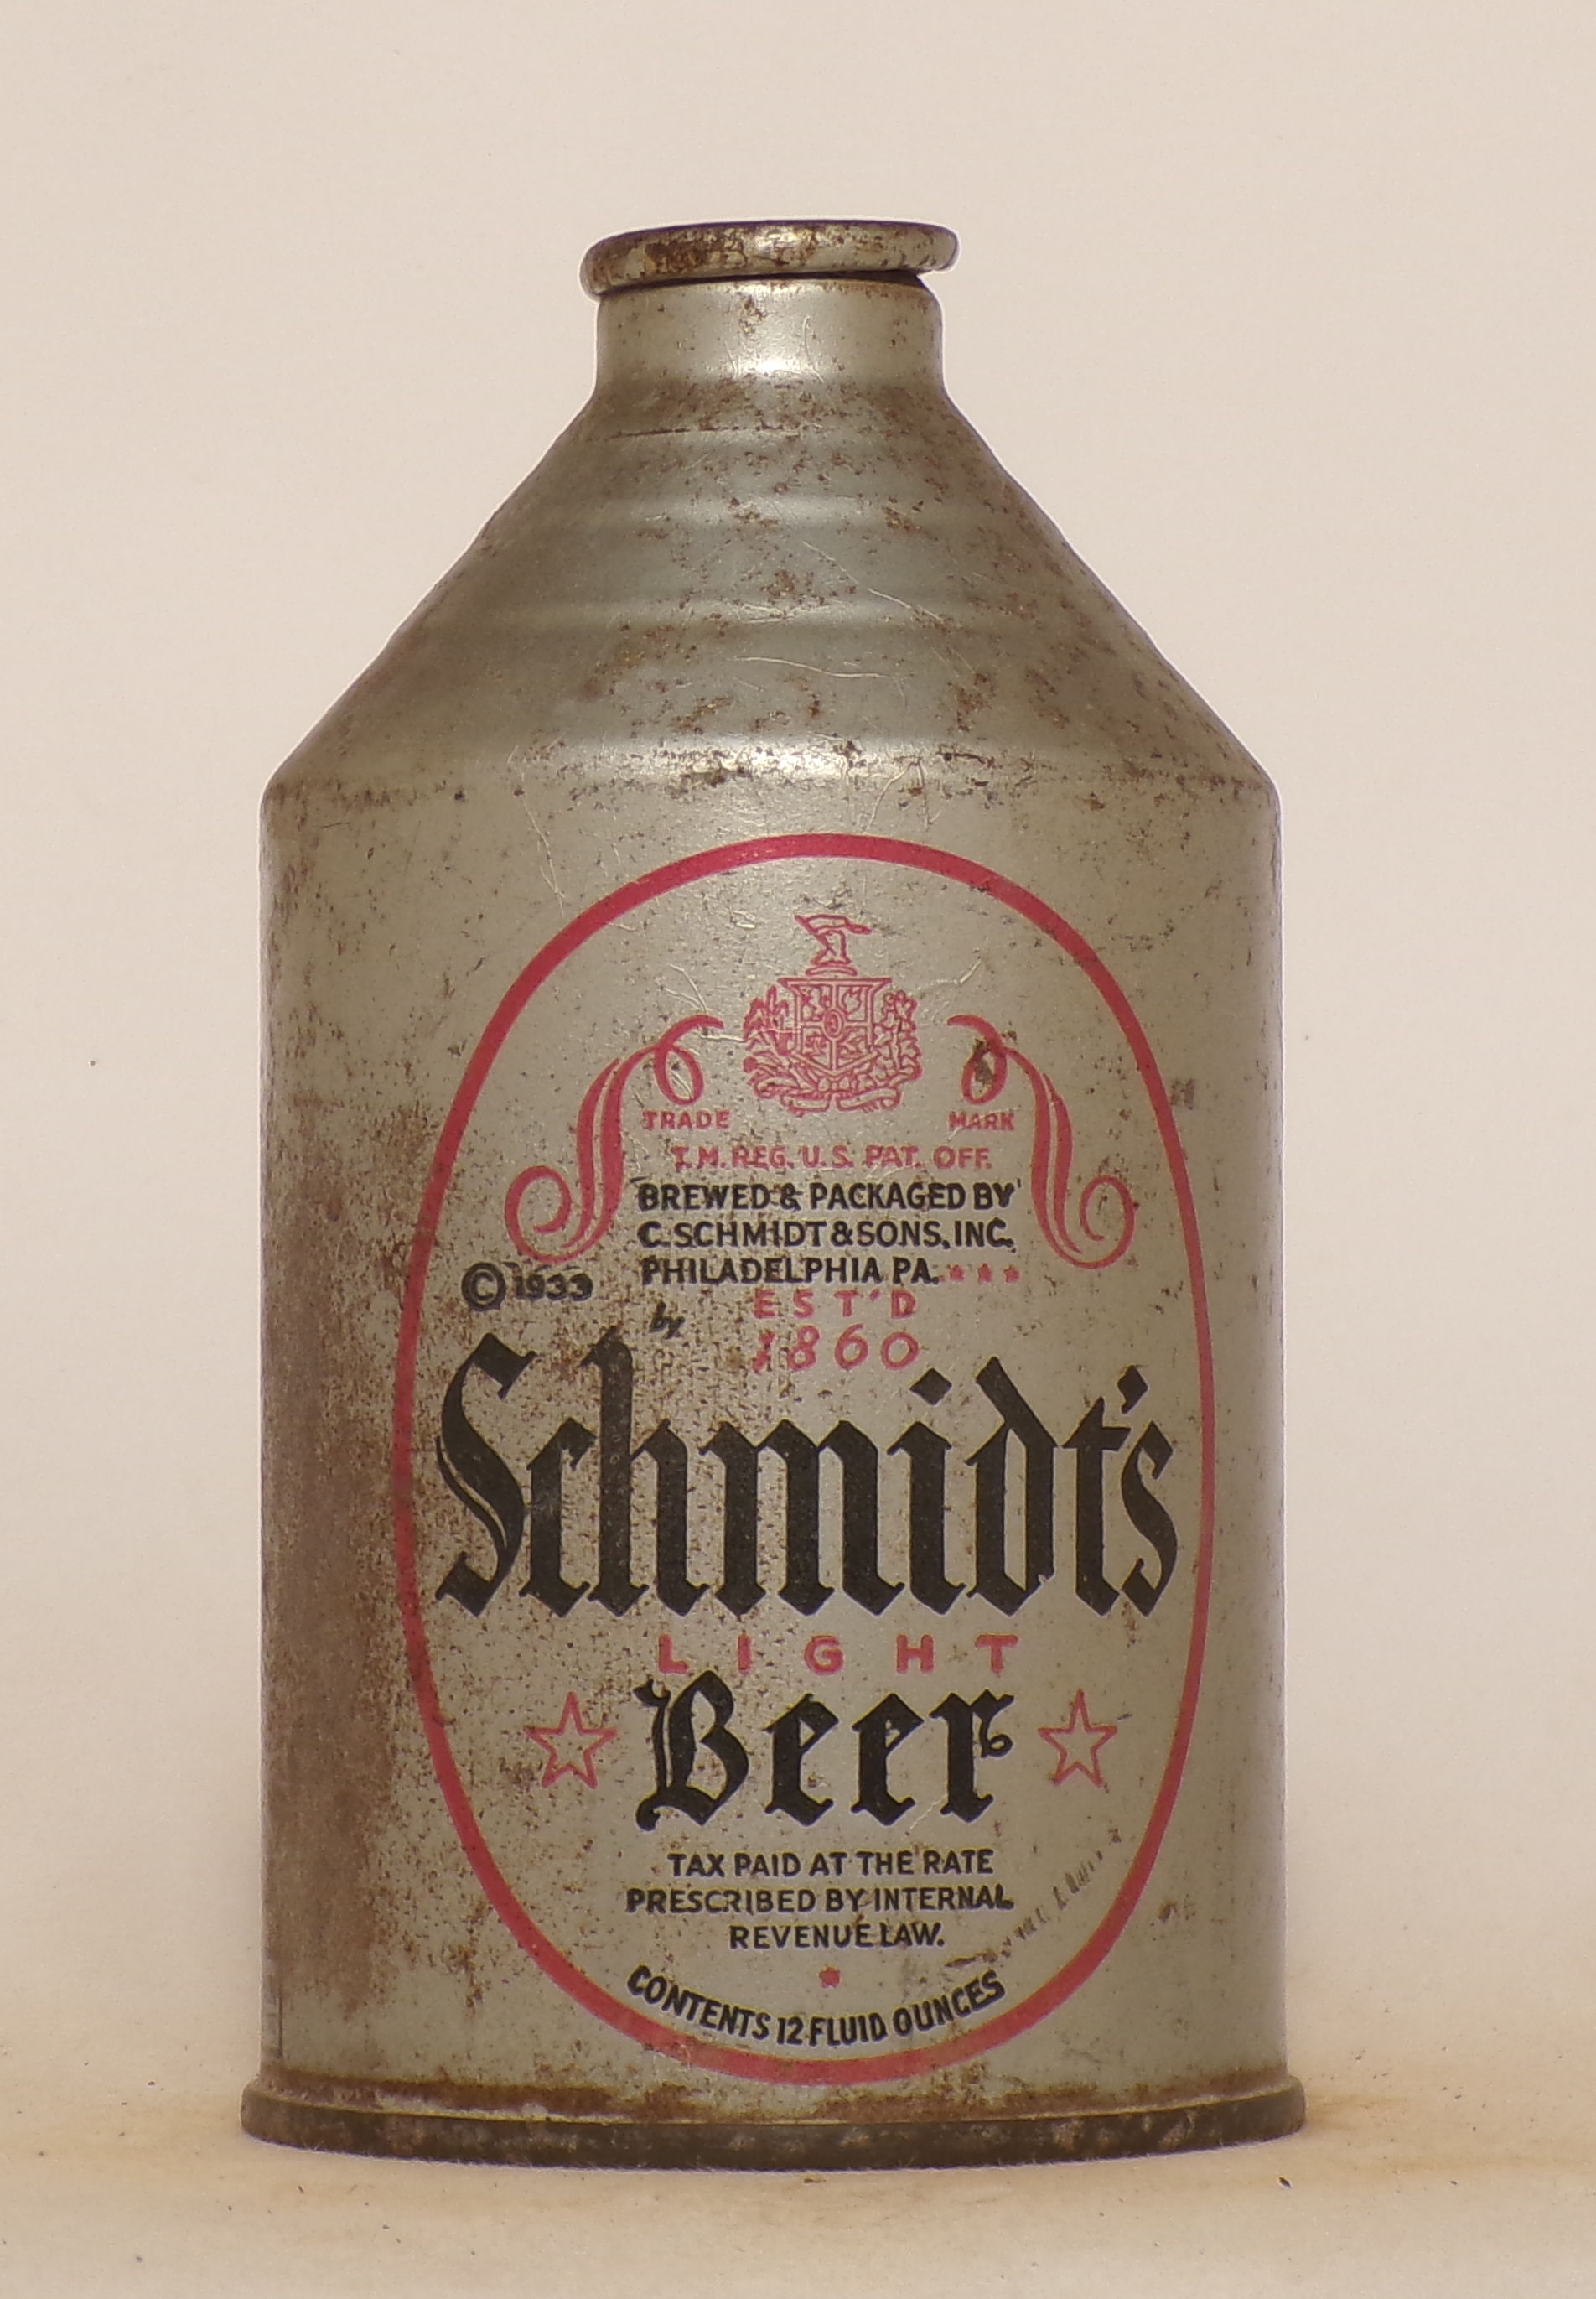 TRADE MARK
T.M. REG. U.S. PAT. OFF.
BREWED & PACKAGED BY
C. SCHMIDT & SONS, INC.
PHILADELPHIA PA.
© 1933 by
EST'D
1860
Schmidt's
LIGHT
Beer
TAX PAID AT THE RATE
PRESCRIBED BY INTERNAL
REVENUE LAW.
CONTENTS 12 FLUID OUNCES